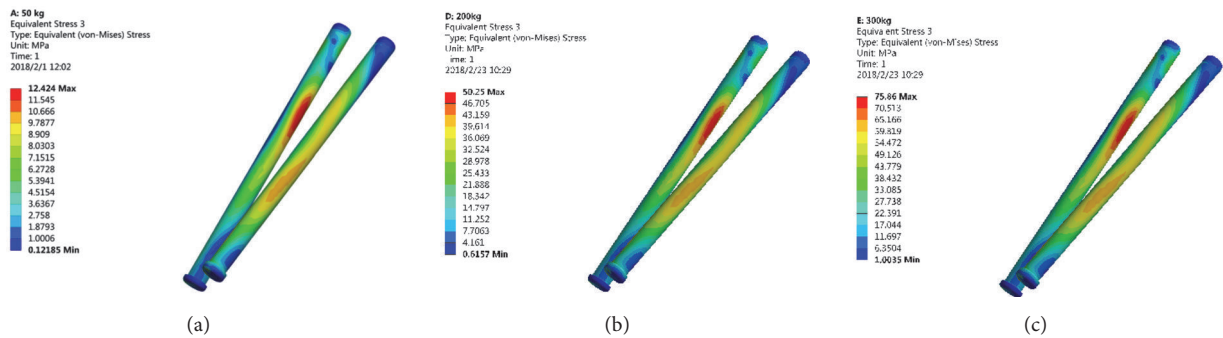 A: 50 kg
Equivalent Stress 3
Type: Equivalent (von-Mises) Stress
Unit: MPa
Time: 1
2018/2/1 12:02
12.424 Max
11.545
10.666
9.7877
8.909
8.0303
7.1515
6.2728
5.3941
4.5154
3.6367
2.758
1.8793
1.0006
0.12185 Min
(a)
D: 200kg
Equivalent Stress 3
Type: Equivalent (von-Mises) Stress
Unit: MPa
Time: 1
2018/2/23 10:29
50.25 Max
46.705
43.159
39.614
36.069
32.524
28.978
25.433
21.888
18.342
14.797
11.252
7.7063
4.161
0.6157 Min
(b)
E: 300kg
Equivalent Stress 3
Type: Equivalent (von-Mises) Stress
Unit: MPa
Time: 1
2018/2/23 10:29
75.86 Max
70.513
65.166
59.819
54.472
49.126
43.779
38.432
33.085
27.738
22.391
17.044
11.697
6.3504
1.0035 Min
(c)